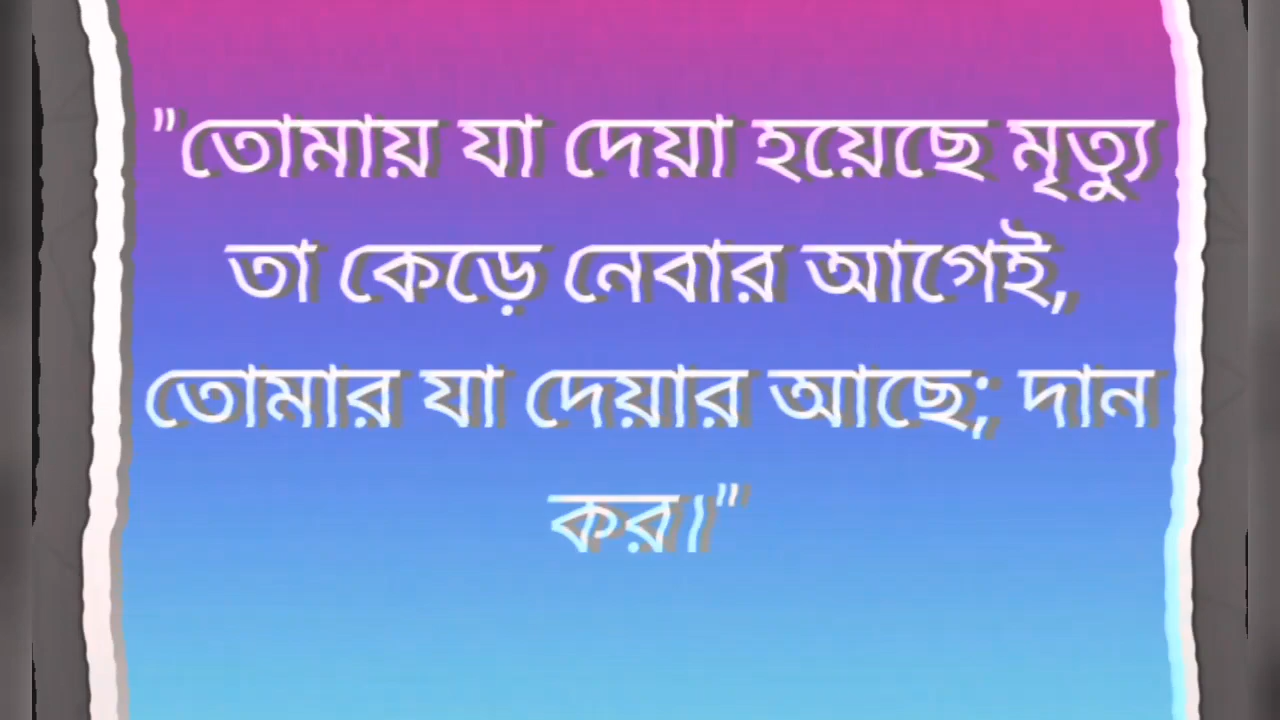 "তোমায় যা দেয়া হয়েছে মৃত্যু
তা কেড়ে নেবার আগেই,
তোমার যা দেয়ার আছে; দান
কর।"